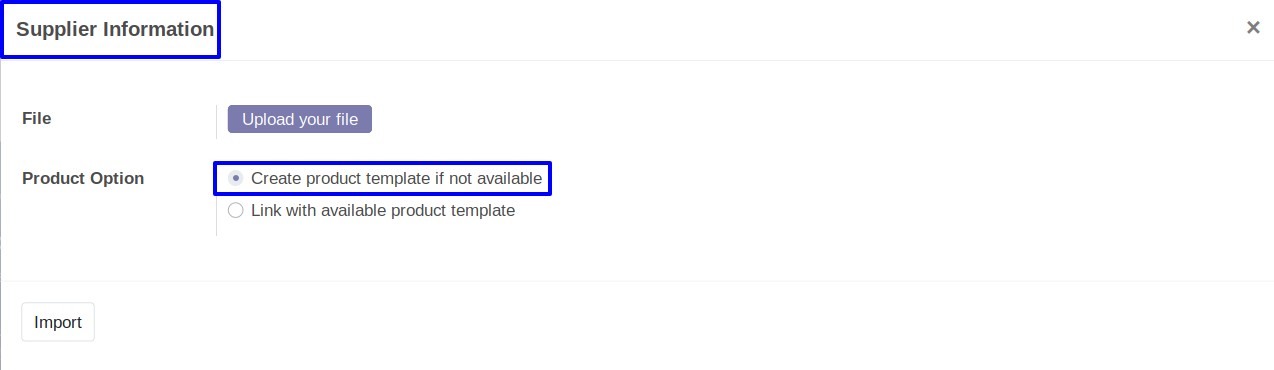 Supplier Information
File
Upload your file
Product Option
Create product template if not available
Link with available product template
Import